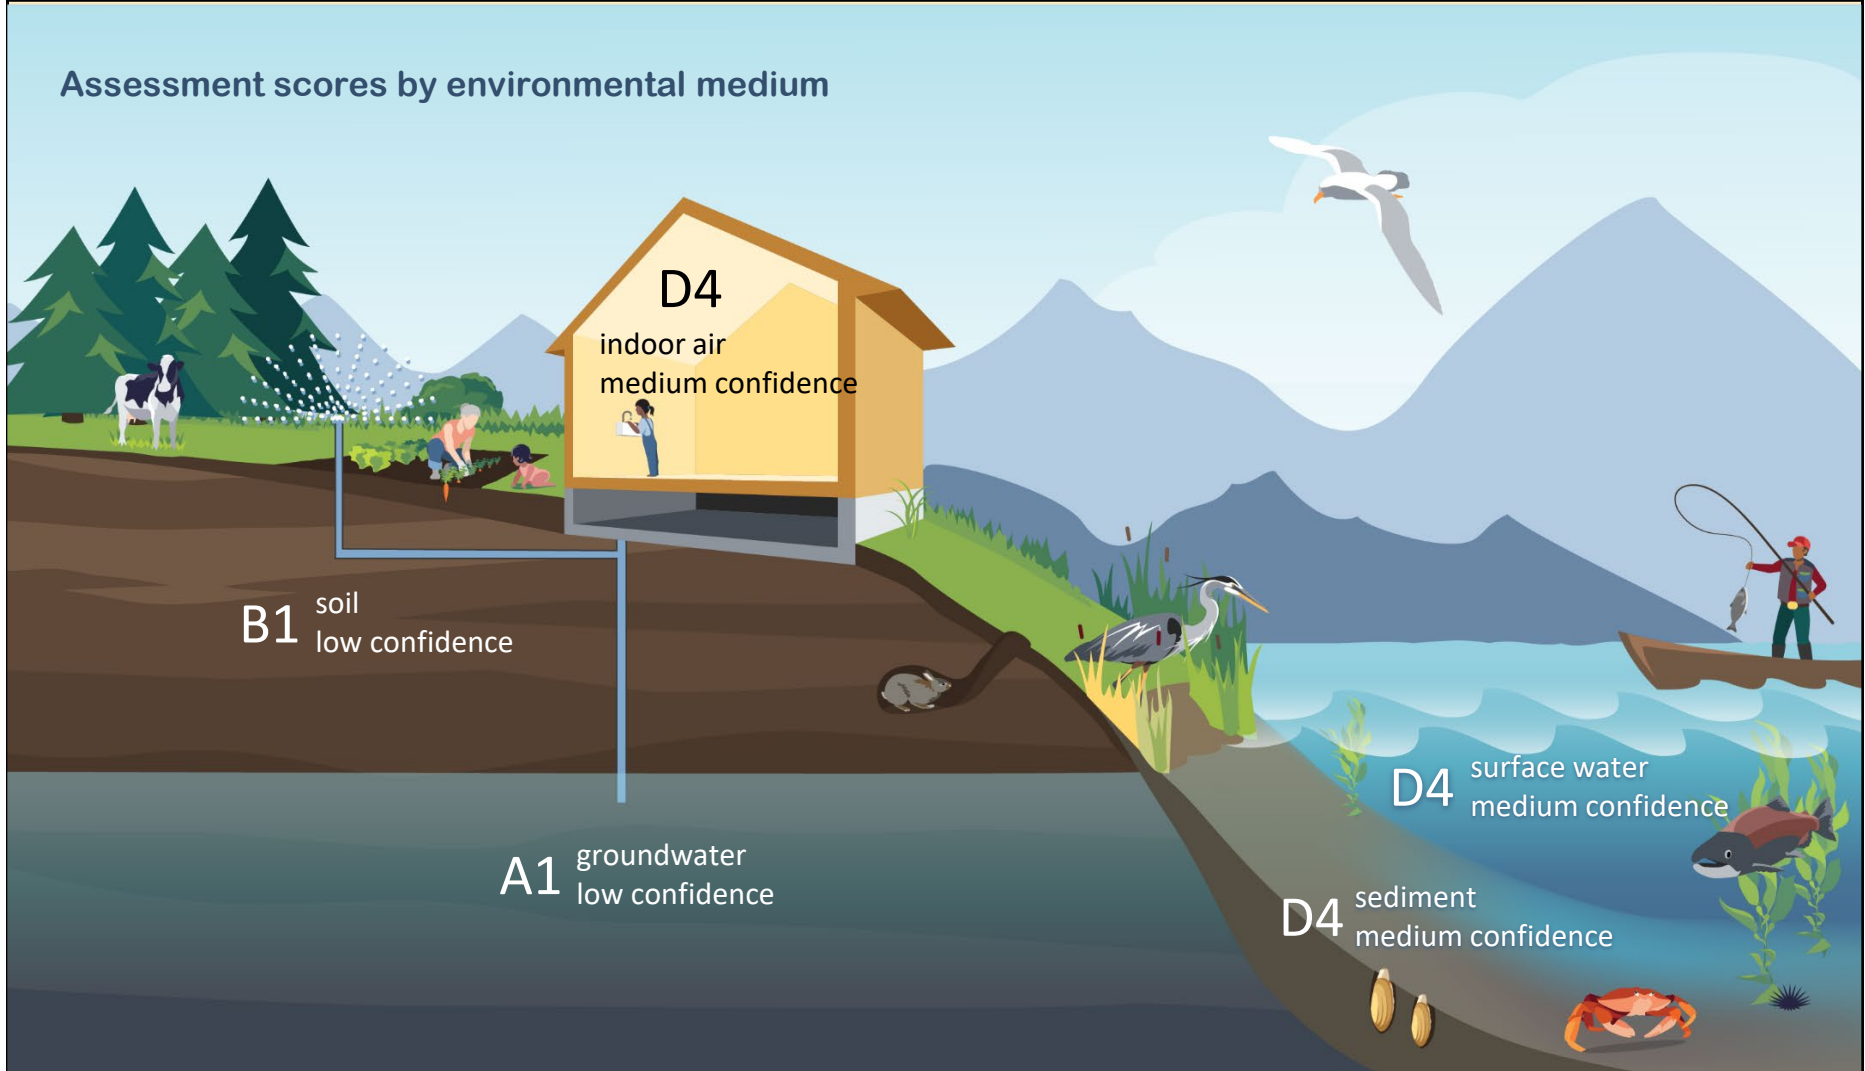 Assessment scores by environmental medium
D4
indoor air
medium confidence
B1
soil
low confidence
D4
surface water
medium confidence
A1
groundwater
low confidence
D4
sediment
medium confidence